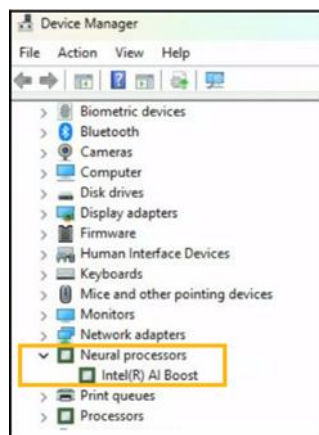 Device Manager
File Action View Help
Biometric devices
Bluetooth
Cameras
Computer
Disk drives
Display adapters
Firmware
Human Interface Devices
Keyboards
Mice and other pointing devices
Monitors
Network adapters
Neural processors
Intel(R) AI Boost
Print queues
Processors